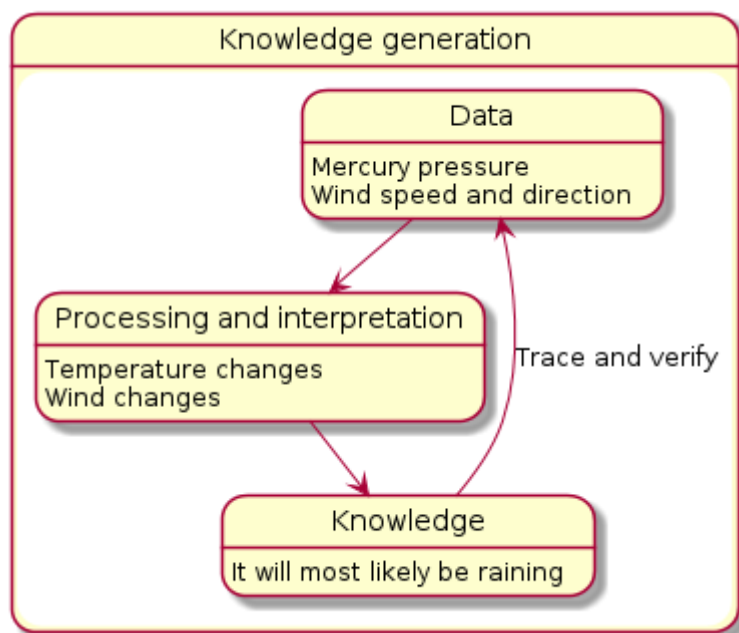 Knowledge generation
Data
Mercury pressure
Wind speed and direction
Processing and interpretation
Temperature changes
Wind changes
Trace and verify
Knowledge
It will most likely be raining